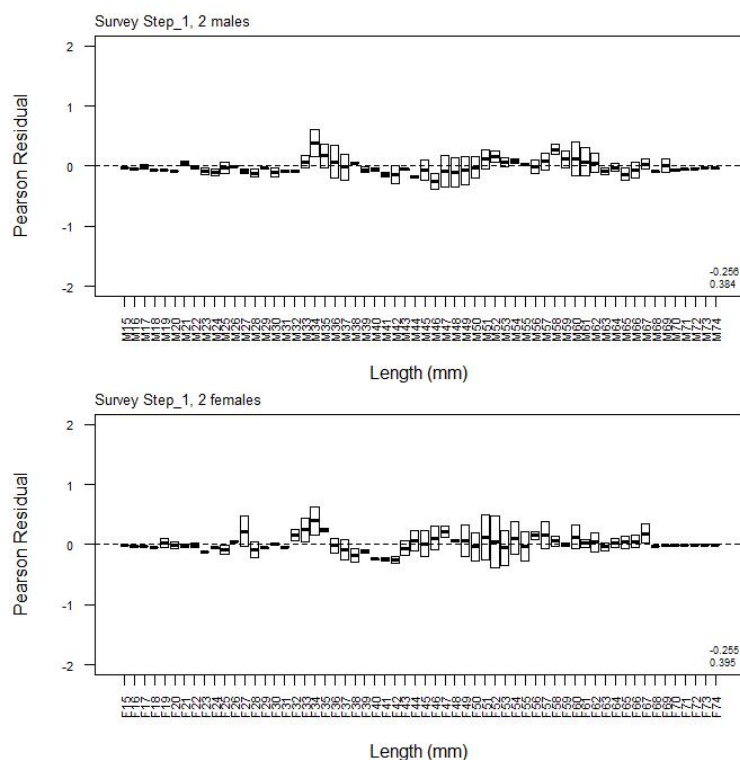 Survey Step_1, 2 males
2
1
0
-1
-2
Pearson Residual
-0.256
0.384
M15 M16 M17 M18 M19 M20 M21 M22 M23 M24 M25 M26 M27 M28 M29 M30 M31 M32 M33 M34 M35 M36 M37 M38 M39 M40 M41 M42 M43 M44 M45 M46 M47 M48 M49 M50 M51 M52 M53 M54 M55 M56 M57 M58 M59 M60 M61 M62 M63 M64 M65 M66 M67 M68 M69 M70 M71 M72 M73 M74
Length (mm)
Survey Step_1, 2 females
2
1
0
-1
-2
Pearson Residual
-0.255
0.395
F15 F16 F17 F18 F19 F20 F21 F22 F23 F24 F25 F26 F27 F28 F29 F30 F31 F32 F33 F34 F35 F36 F37 F38 F39 F40 F41 F42 F43 F44 F45 F46 F47 F48 F49 F50 F51 F52 F53 F54 F55 F56 F57 F58 F59 F60 F61 F62 F63 F64 F65 F66 F67 F68 F69 F70 F71 F72 F73 F74
Length (mm)